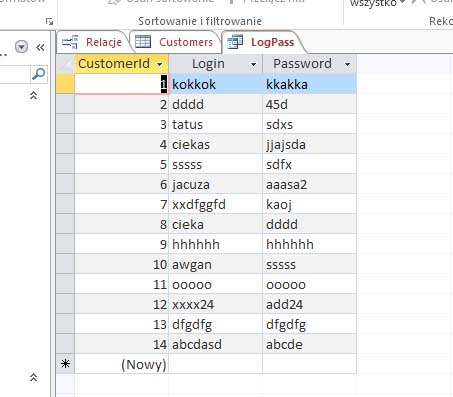 Sortowanie i filtrowanie
wszystko
Reko
Relacje Customers LogPass
CustomerId Login Password
1 kokkok kkakka
2 dddd 45d
3 tatus sdxs
4 ciekas jjajsda
5 sssss sdfx
6 jacuza aaasa2
7 xxdfggfd kaoj
8 cieka dddd
9 hhhhhh hhhhhh
10 awgan sssss
11 ooooo ooooo
12 xxxx24 add24
13 dfgdfg dfgdfg
14 abcdasd abcde
(Nowy)